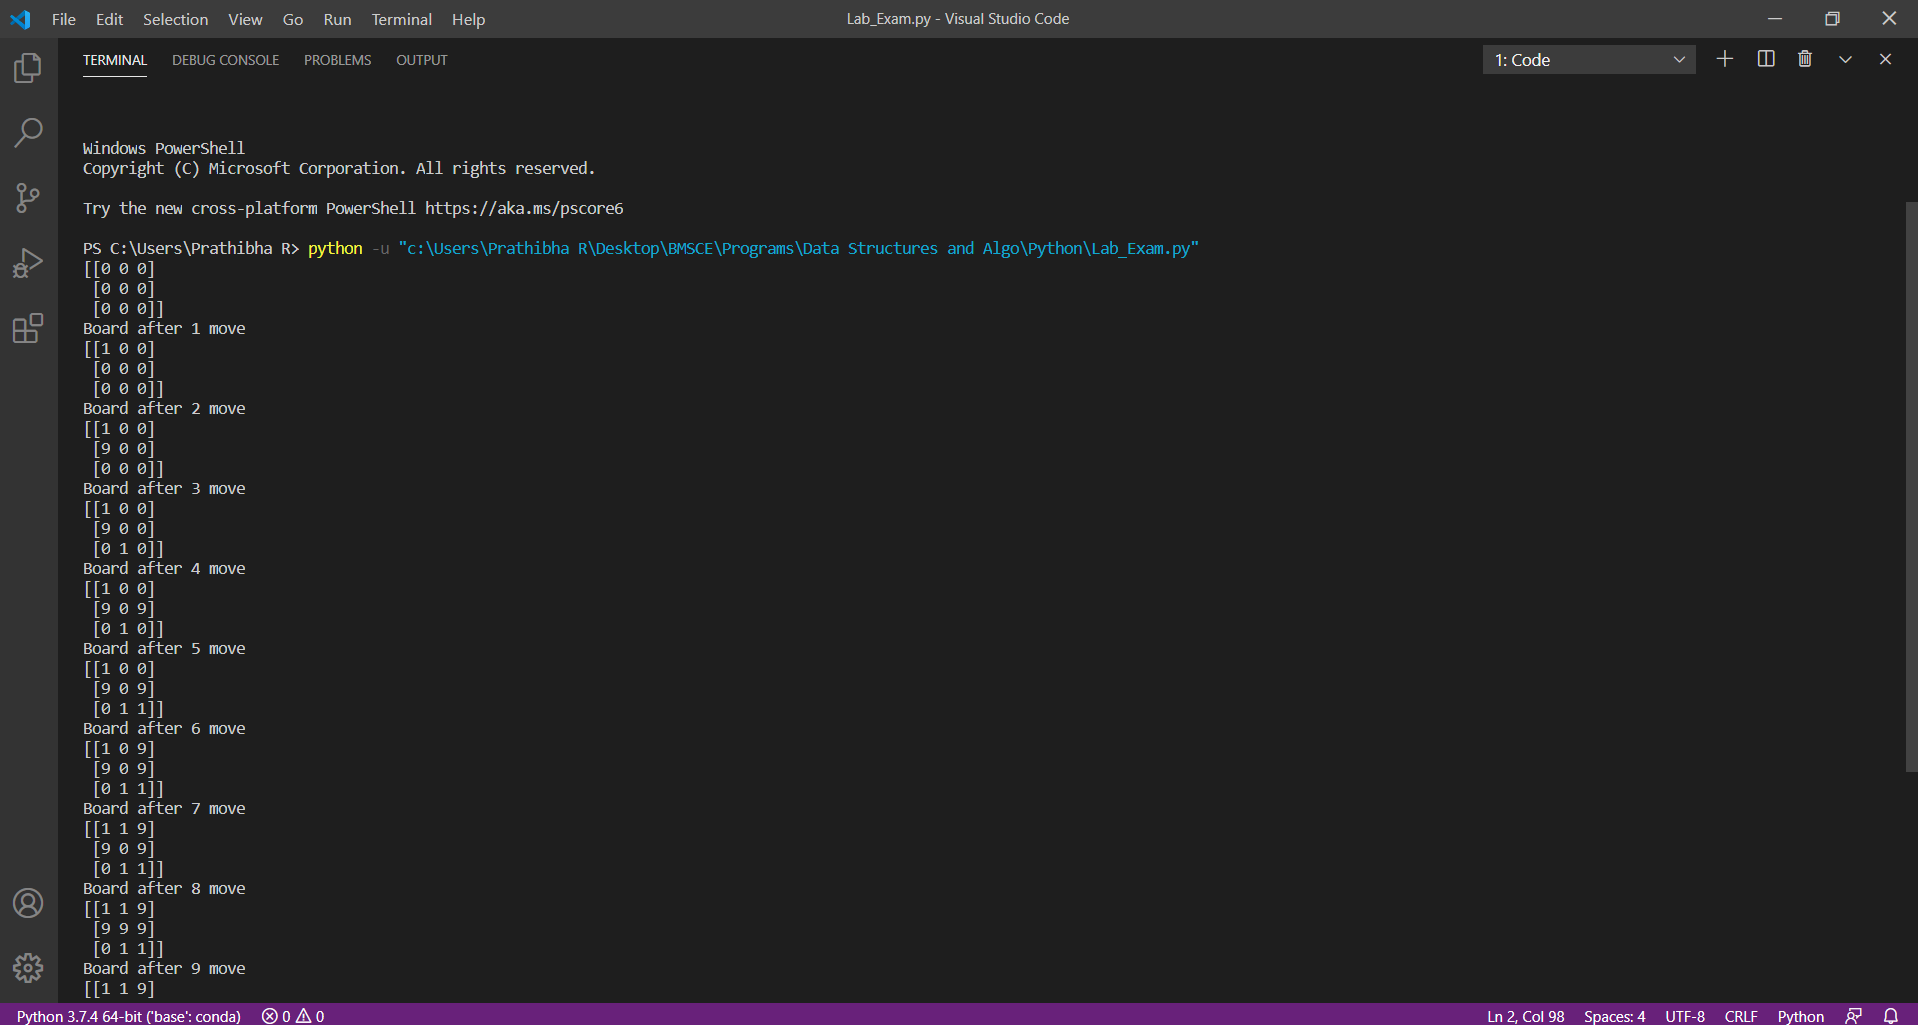 File Edit Selection View Go Run Terminal Help Lab_Exam.py - Visual Studio Code
TERMINAL DEBUG CONSOLE PROBLEMS OUTPUT 1: Code
Windows PowerShell
Copyright (C) Microsoft Corporation. All rights reserved.
Try the new cross-platform PowerShell https://aka.ms/pscore6
PS C:\Users\Prathibha R> python -u "c:\Users\Prathibha R\Desktop\BMSCE\Programs\Data Structures and Algo\Python\Lab_Exam.py"
[[0 0 0]
[0 0 0]
[0 0 0]]
Board after 1 move
[[1 0 0]
[0 0 0]
[0 0 0]]
Board after 2 move
[[1 0 0]
[9 0 0]
[0 0 0]]
Board after 3 move
[[1 0 0]
[9 0 0]
[0 1 0]]
Board after 4 move
[[1 0 0]
[9 0 9]
[0 1 0]]
Board after 5 move
[[1 0 0]
[9 0 9]
[0 1 1]]
Board after 6 move
[[1 0 9]
[9 0 9]
[0 1 1]]
Board after 7 move
[[1 1 9]
[9 0 9]
[0 1 1]]
Board after 8 move
[[1 1 9]
[9 9 9]
[0 1 1]]
Board after 9 move
[[1 1 9]
Python 3.7.4 64-bit ('base': conda) 0 0 Ln 2, Col 98 Spaces: 4 UTF-8 CRLF Python